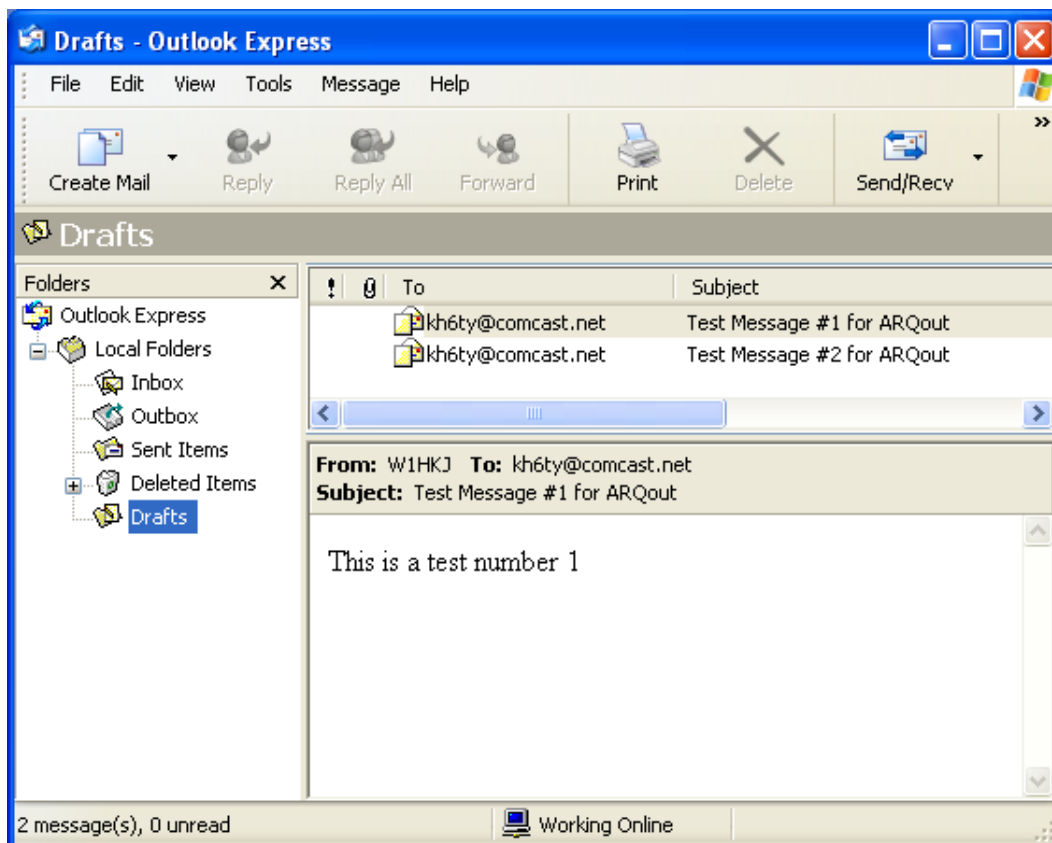 Drafts - Outlook Express
File Edit View Tools Message Help
Create Mail Reply Reply All Forward Print Delete Send/Recv »
Drafts
Folders
Outlook Express
Local Folders
Inbox
Outbox
Sent Items
Deleted Items
Drafts
! To Subject
kh6ty@comcast.net Test Message #1 for ARQout
kh6ty@comcast.net Test Message #2 for ARQout
From: W1HKJ To: kh6ty@comcast.net
Subject: Test Message #1 for ARQout
This is a test number 1
2 message(s), 0 unread Working Online